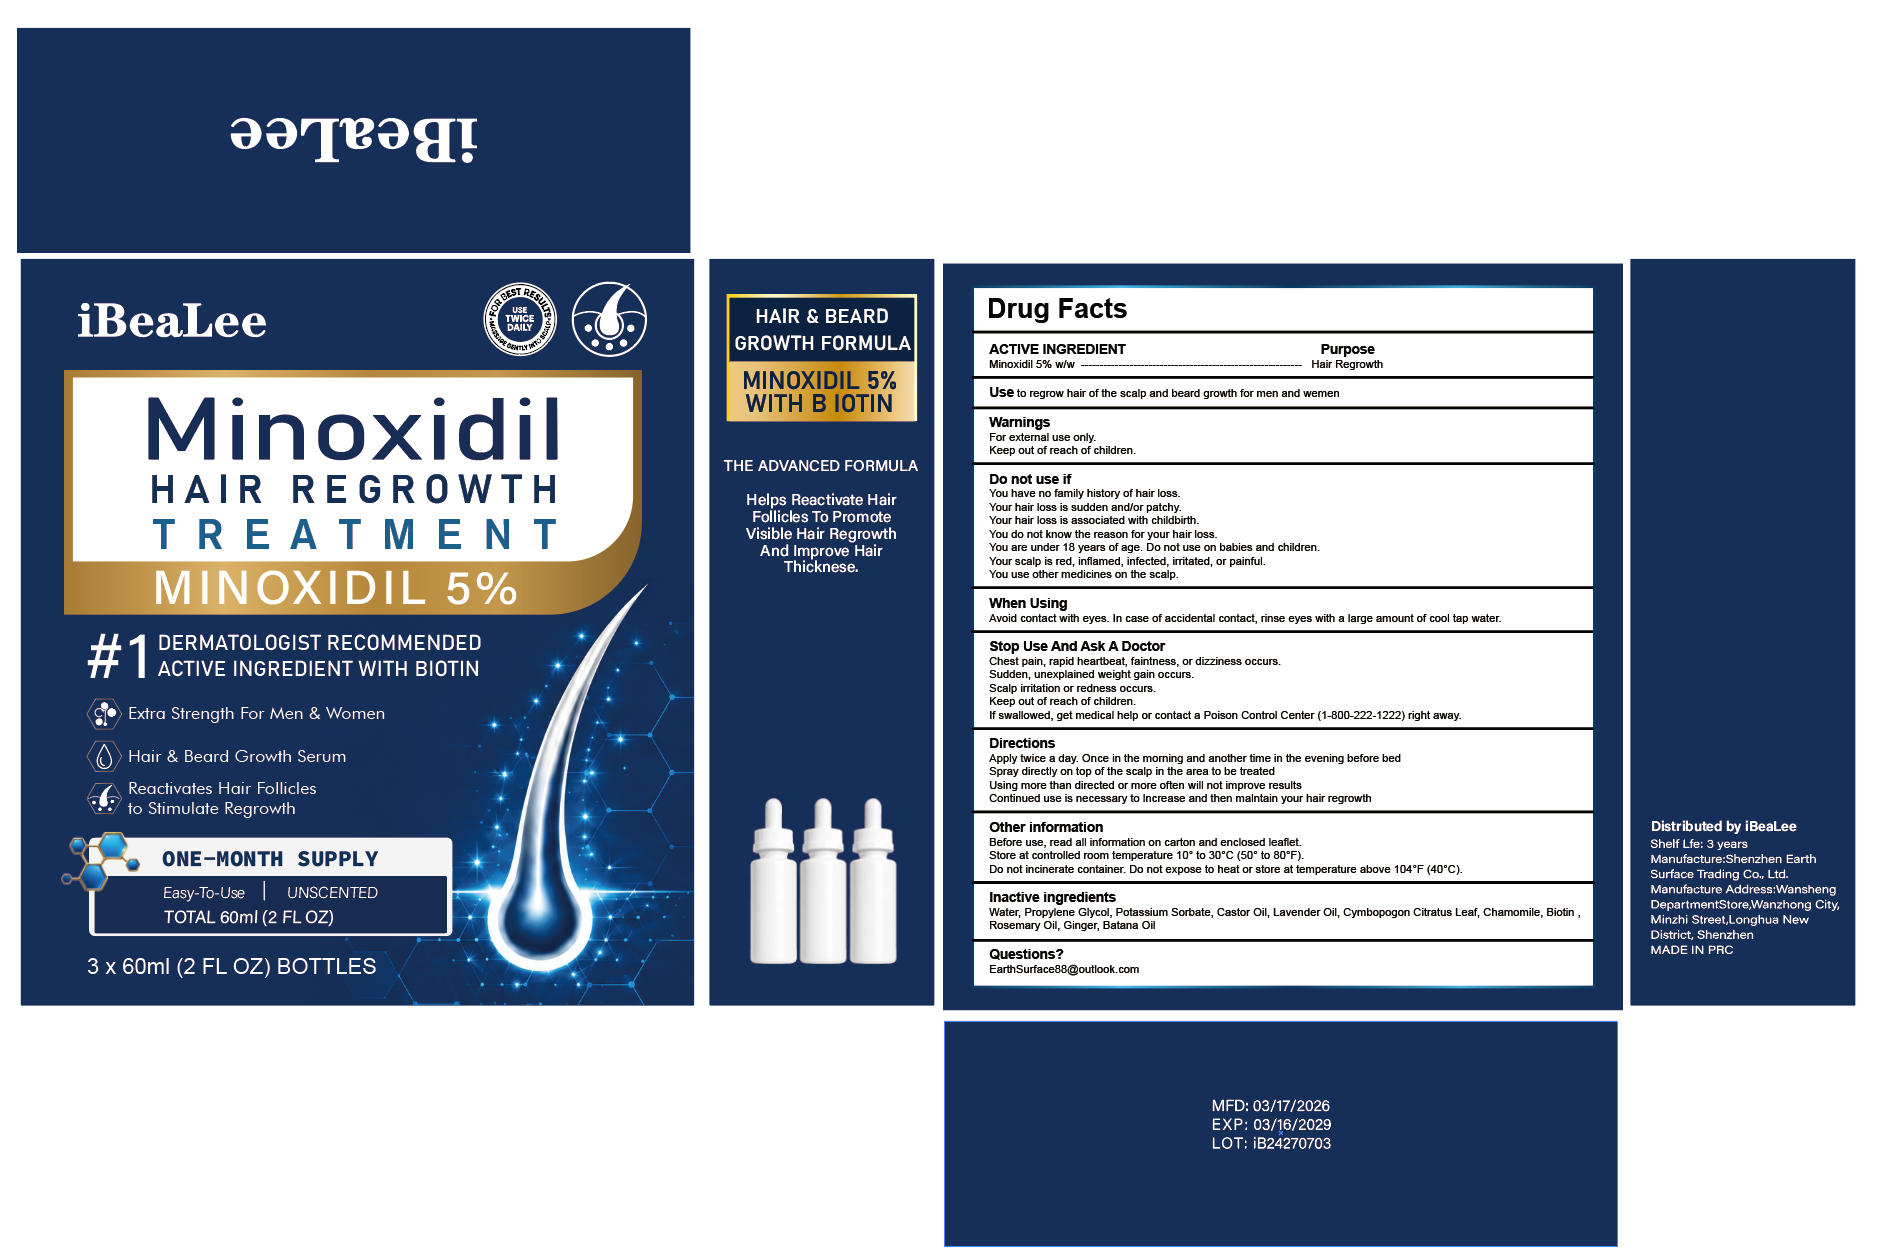 iBeaLee
iBeaLee
FOR BEST RESULTS
USE
TWICE
DAILY
MASSAGE GENTLY INTO SCALP
Minoxidil
HAIR REGROWTH
TREATMENT
MINOXIDIL 5%
#1 DERMATOLOGIST RECOMMENDED
ACTIVE INGREDIENT WITH BIOTIN
Extra Strength For Men & Women
Hair & Beard Growth Serum
Reactivates Hair Follicles
to Stimulate Regrowth
ONE-MONTH SUPPLY
Easy-To-Use | UNSCENTED
TOTAL 60ml (2 FL OZ)
3 x 60ml (2 FL OZ) BOTTLES
HAIR & BEARD
GROWTH FORMULA
MINOXIDIL 5%
WITH B IOTIN
THE ADVANCED FORMULA
Helps Reactivate Hair
Follicles To Promote
Visible Hair Regrowth
And Improve Hair
Thicknese.
Drug Facts
ACTIVE INGREDIENT Purpose
Minoxidil 5% w/w ----------------------------------------------------------- Hair Regrowth
Use to regrow hair of the scalp and beard growth for men and women
Warnings
For external use only.
Keep out of reach of children.
Do not use if
You have no family history of hair loss.
Your hair loss is sudden and/or patchy.
Your hair loss is associated with childbirth.
You do not know the reason for your hair loss.
You are under 18 years of age. Do not use on babies and children.
Your scalp is red, inflamed, infected, irritated, or painful.
You use other medicines on the scalp.
When Using
Avoid contact with eyes. In case of accidental contact, rinse eyes with a large amount of cool tap water.
Stop Use And Ask A Doctor
Chest pain, rapid heartbeat, faintness, or dizziness occurs.
Sudden, unexplained weight gain occurs.
Scalp irritation or redness occurs.
Keep out of reach of children.
If swallowed, get medical help or contact a Poison Control Center (1-800-222-1222) right away.
Directions
Apply twice a day. Once in the morning and another time in the evening before bed
Spray directly on top of the scalp in the area to be treated
Using more than directed or more often will not improve results
Continued use is necessary to Increase and then maIntain your hair regrowth
Other information
Before use, read all information on carton and enclosed leaflet.
Store at controlled room temperature 10° to 30°C (50° to 80°F).
Do not incinerate container. Do not expose to heat or store at temperature above 104°F (40°C).
Inactive ingredients
Water, Propylene Glycol, Potassium Sorbate, Castor Oil, Lavender Oil, Cymbopogon Citratus Leaf, Chamomile, Biotin ,
Rosemary Oil, Ginger, Batana Oil
Questions?
EarthSurface88@outlook.com
Distributed by iBeaLee
Shelf Lfe: 3 years
Manufacture:Shenzhen Earth
Surface Trading Co., Ltd.
Manufacture Address:Wansheng
DepartmentStore,Wanzhong City,
Minzhi Street,Longhua New
District, Shenzhen
MADE IN PRC
MFD: 03/17/2026
EXP: 03/16/2029
LOT: iB24270703